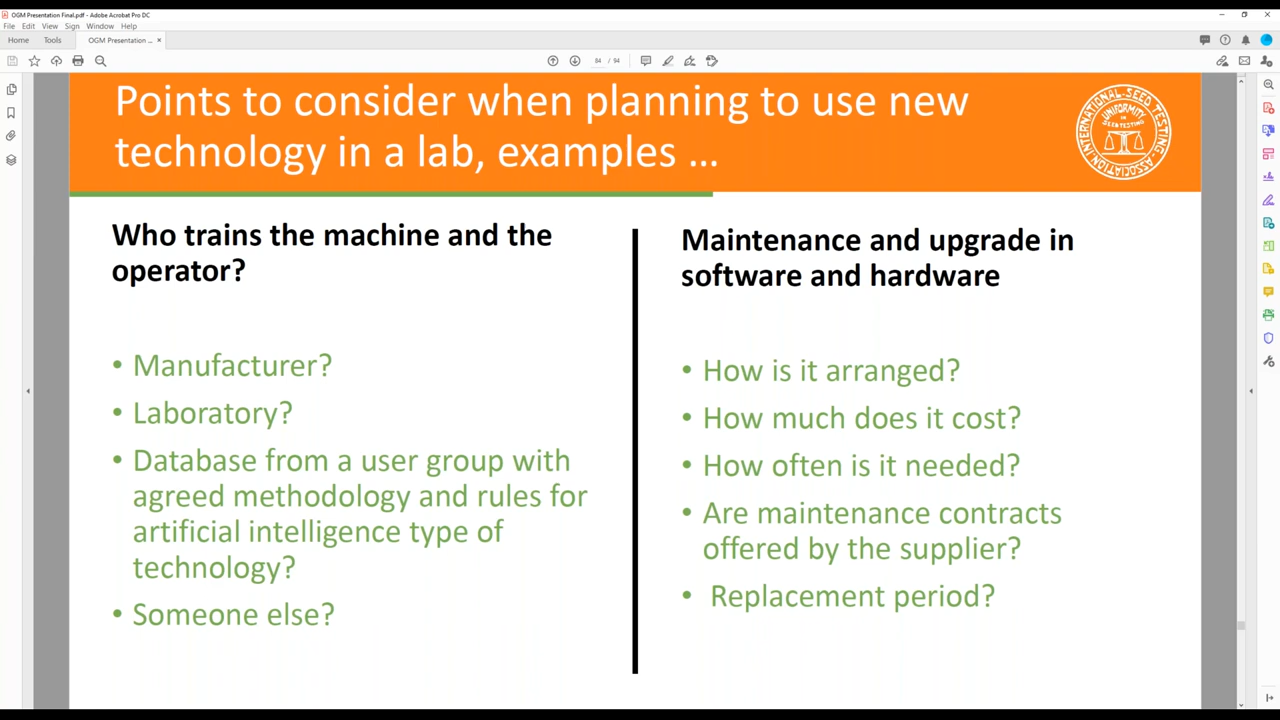 OGM Presentation Final.pdf - Adobe Acrobat Pro DC
File Edit View Sign Window Help
Home Tools OGM Presentation ... ×
84 / 94
Points to consider when planning to use new
technology in a lab, examples ...
INTERNATIONAL SEED TESTING ASSOCIATION
UNIFORMITY
IN
SEED TESTING
Who trains the machine and the
operator?
• Manufacturer?
• Laboratory?
• Database from a user group with
agreed methodology and rules for
artificial intelligence type of
technology?
• Someone else?
Maintenance and upgrade in
software and hardware
• How is it arranged?
• How much does it cost?
• How often is it needed?
• Are maintenance contracts
offered by the supplier?
• Replacement period?